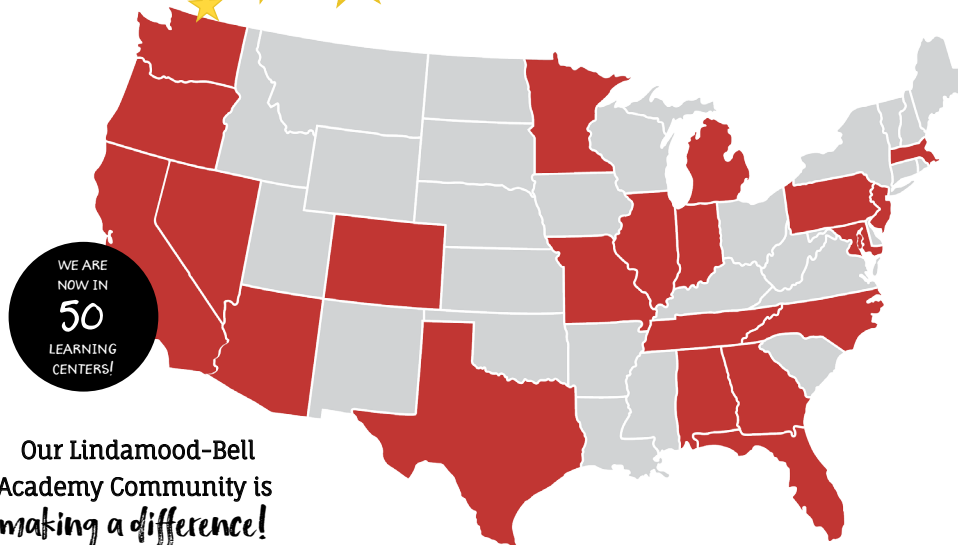 WE ARE
NOW IN
50
LEARNING
CENTERS!
Our Lindamood-Bell
Academy Community is
making a difference!